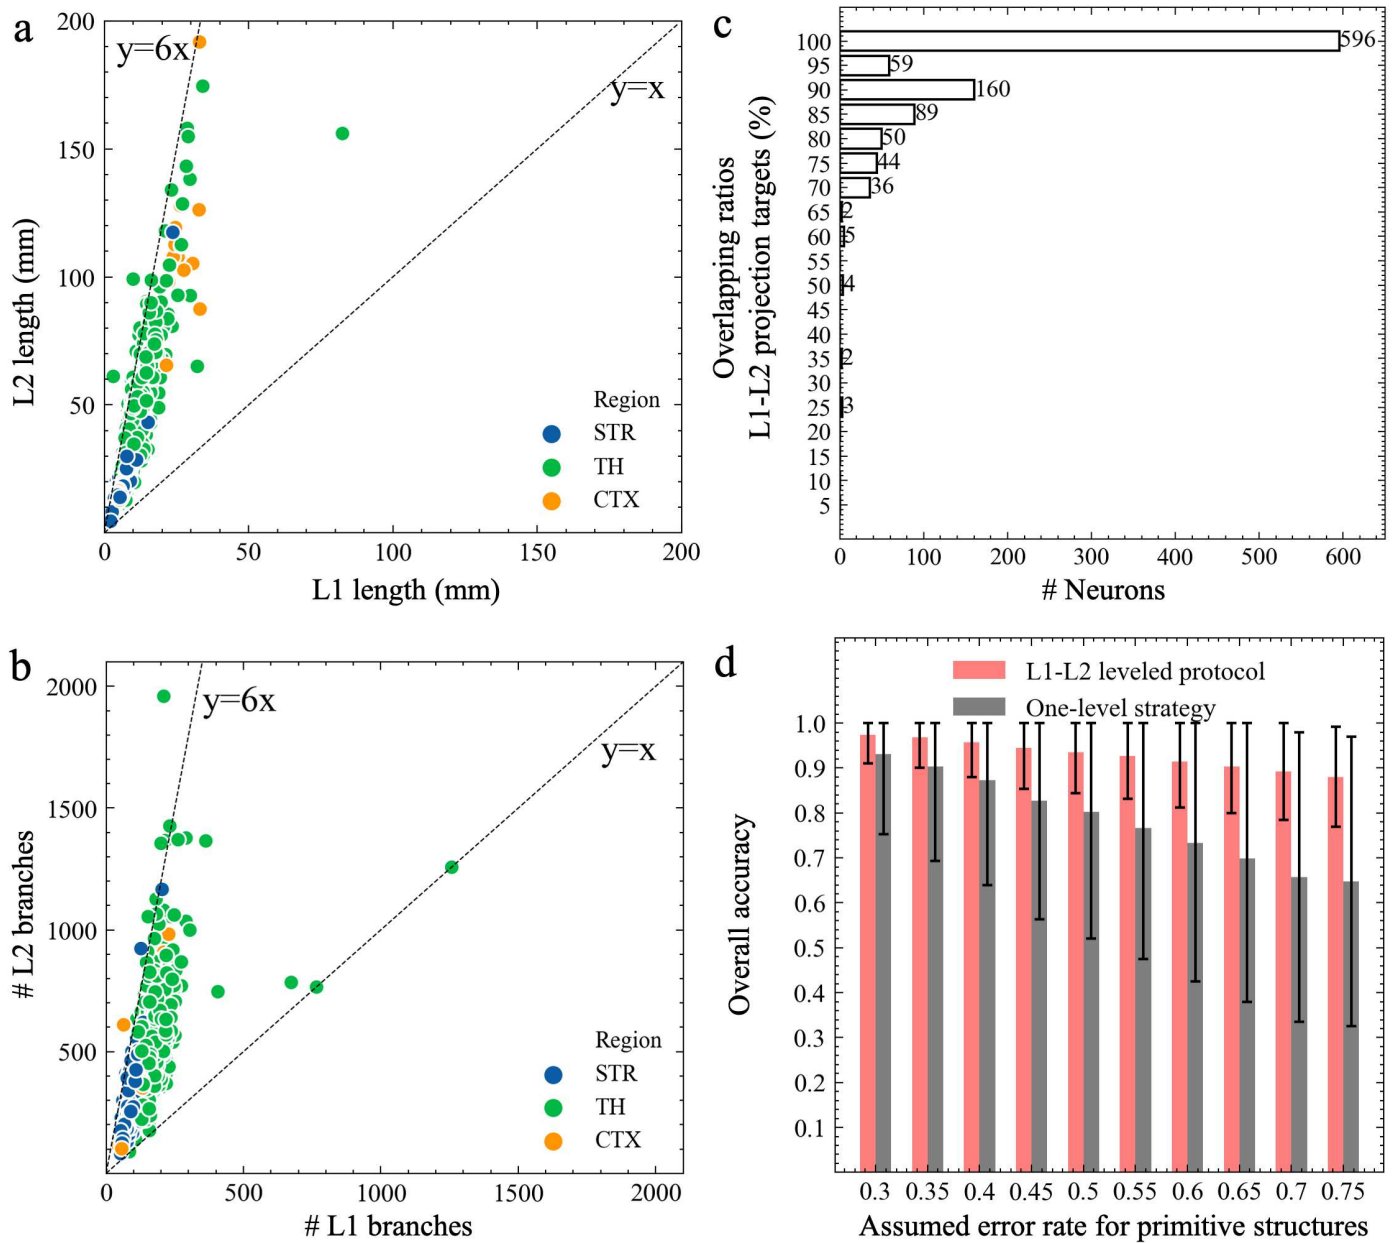 a
200
150
100
50
0
50
100
150
200
y=6x
y=x
L2 length (mm)
L1 length (mm)
Region
STR
TH
CTX
c
100
95
90
85
80
75
70
65
60
55
50
45
40
35
30
25
20
15
10
5
596
59
160
89
50
44
36
2
5
4
2
3
0
100
200
300
400
500
600
Overlapping ratios
L1-L2 projection targets (%)
# Neurons
b
2000
1500
1000
500
0
500
1000
1500
2000
y=6x
y=x
# L2 branches
# L1 branches
Region
STR
TH
CTX
d
L1-L2 leveled protocol
One-level strategy
1.0
0.9
0.8
0.7
0.6
0.5
0.4
0.3
0.2
0.1
0.3
0.35
0.4
0.45
0.5
0.55
0.6
0.65
0.7
0.75
Overall accuracy
Assumed error rate for primitive structures